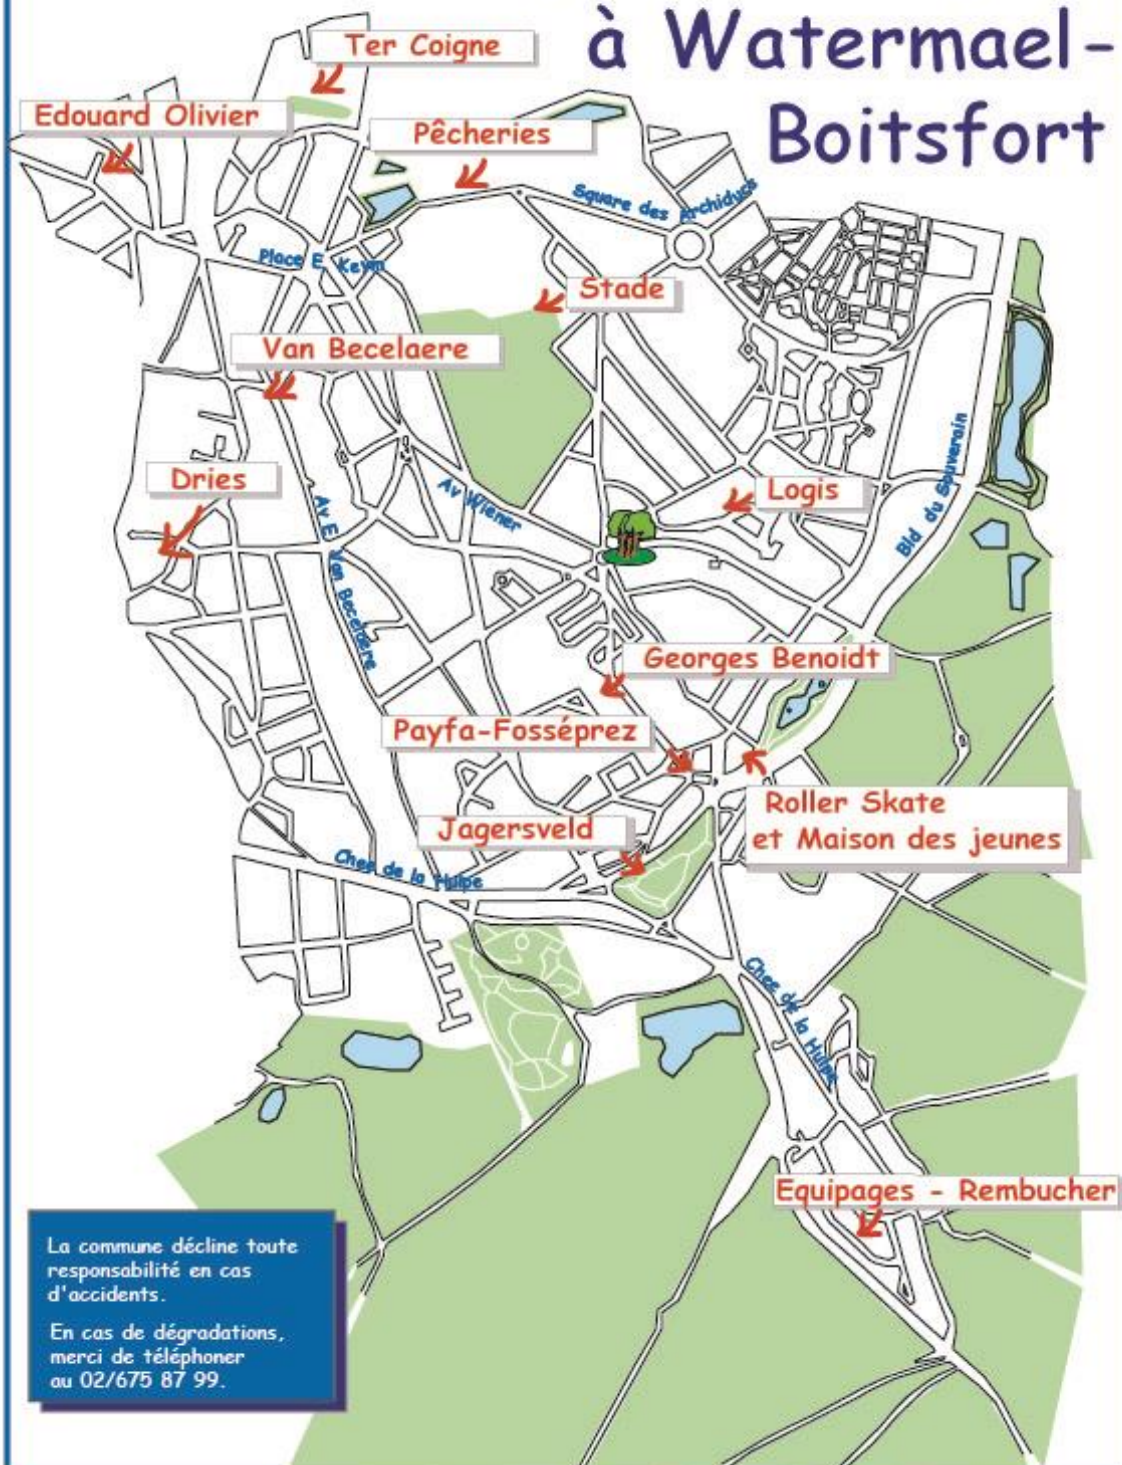 à Watermael-
Boitsfort
Ter Coigne
Edouard Olivier
Pêcheries
Square des Archiducs
Place E Keym
Stade
Van Becelaere
Dries
Av Wiener
Logis
Bld du Souverain
Av E Van Becelaere
Georges Benoidt
Payfa-Fosséprez
Roller Skate
et Maison des jeunes
Jagersveld
Chee de la Hulpe
Chee de la Hulpe
Equipages - Rembucher
La commune décline toute
responsabilité en cas
d'accidents.
En cas de dégradations,
merci de téléphoner
au 02/675 87 99.